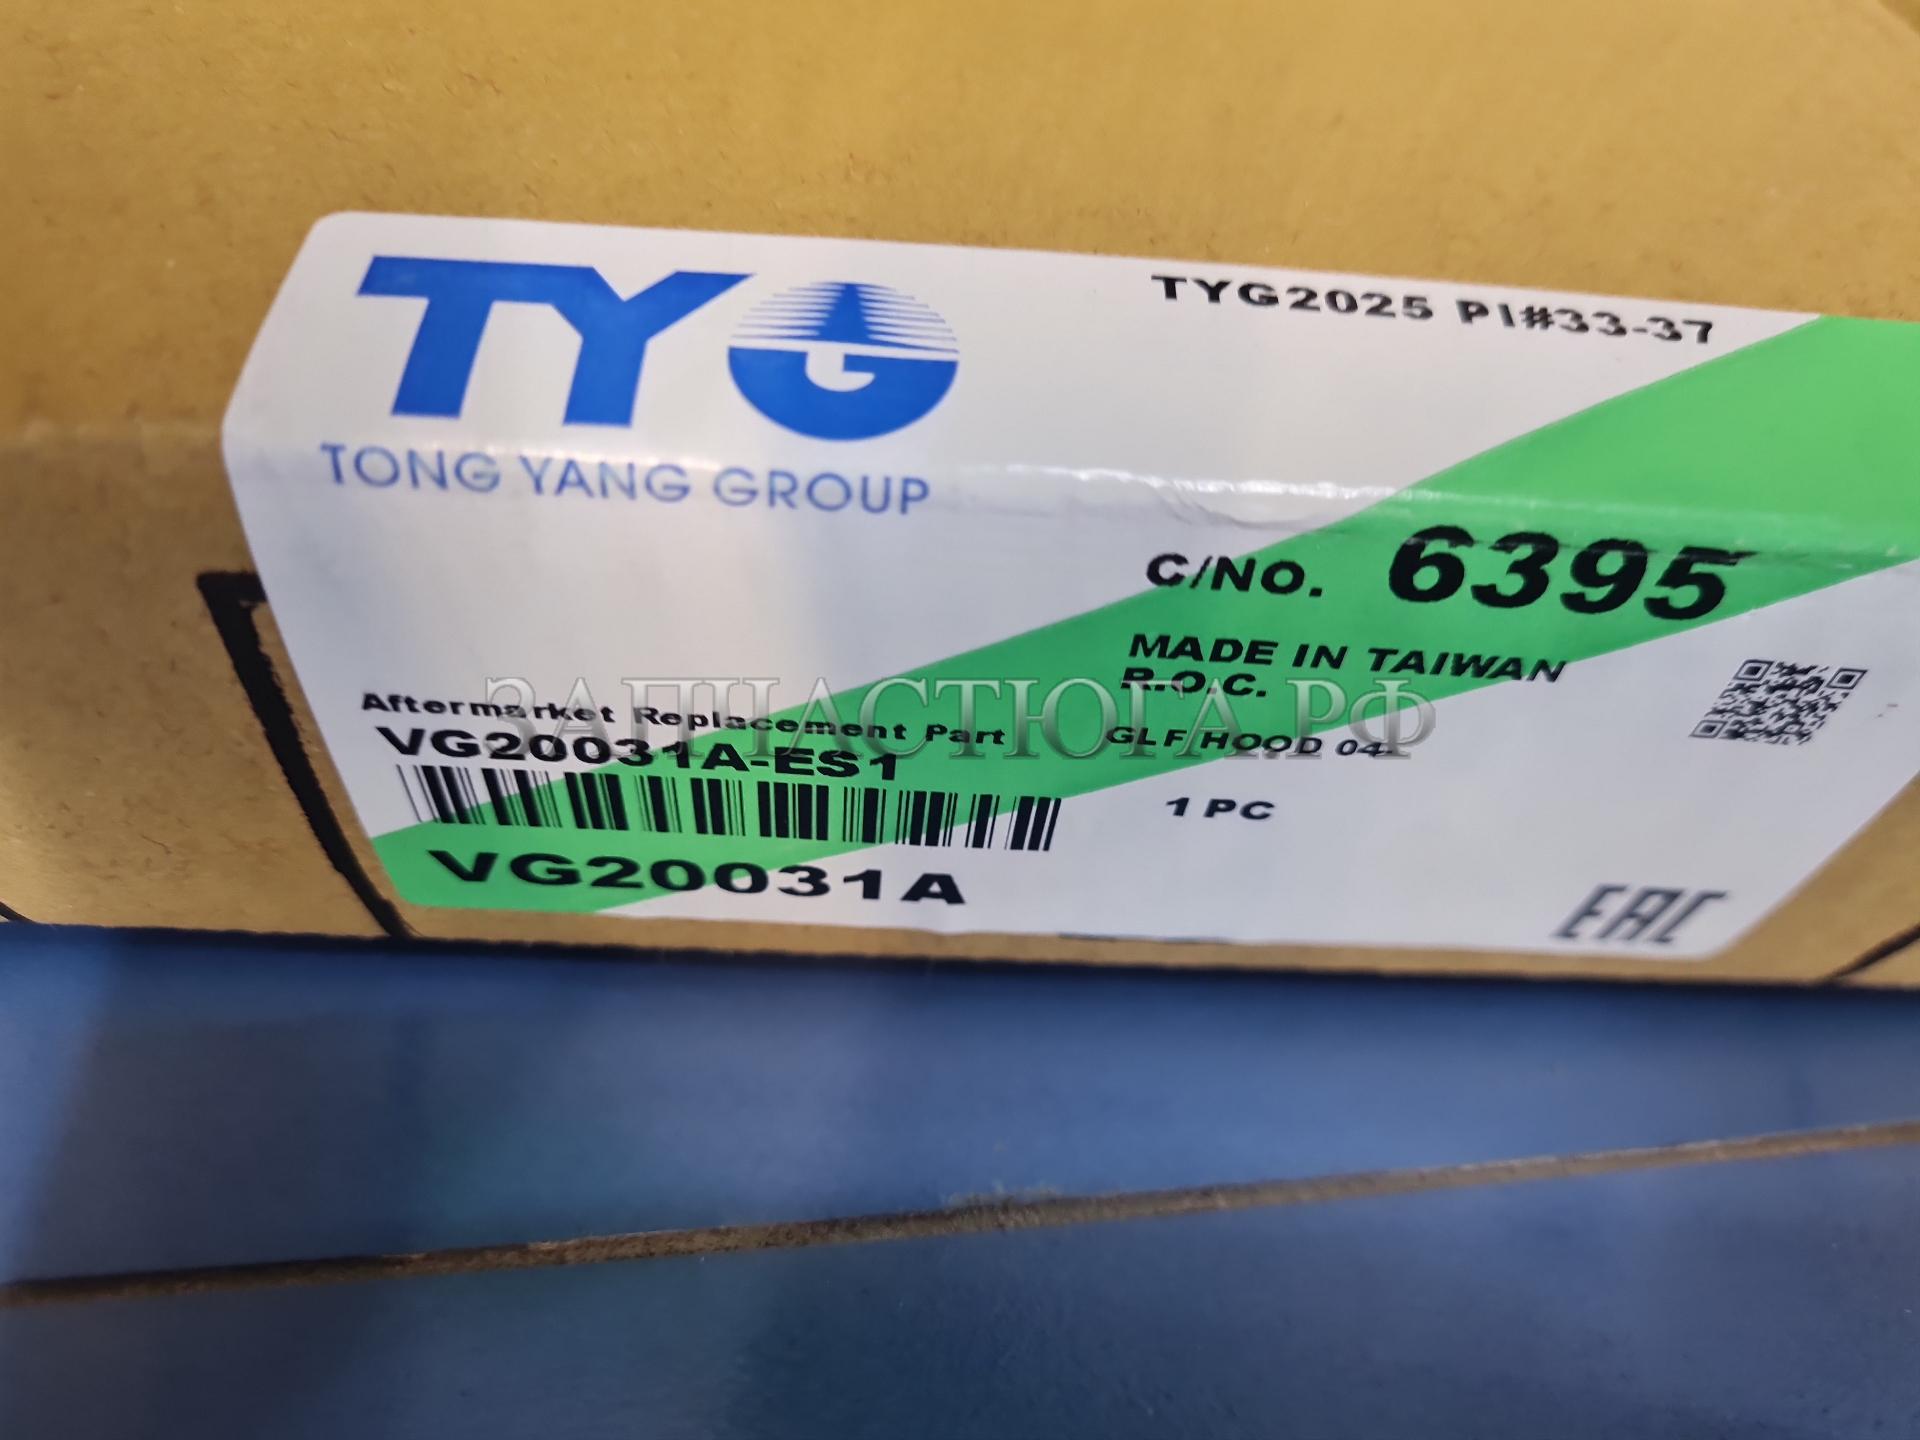 TYG
TONG YANG GROUP
TYG2025 PI#33-37
C/NO. 6395
MADE IN TAIWAN
R.O.C.
Aftermarket Replacement Part
VG20031A-ES1
GLF HOOD 04-
1 PC
VG20031A
EAC
ЗАПЧАСТЮГА.РФ